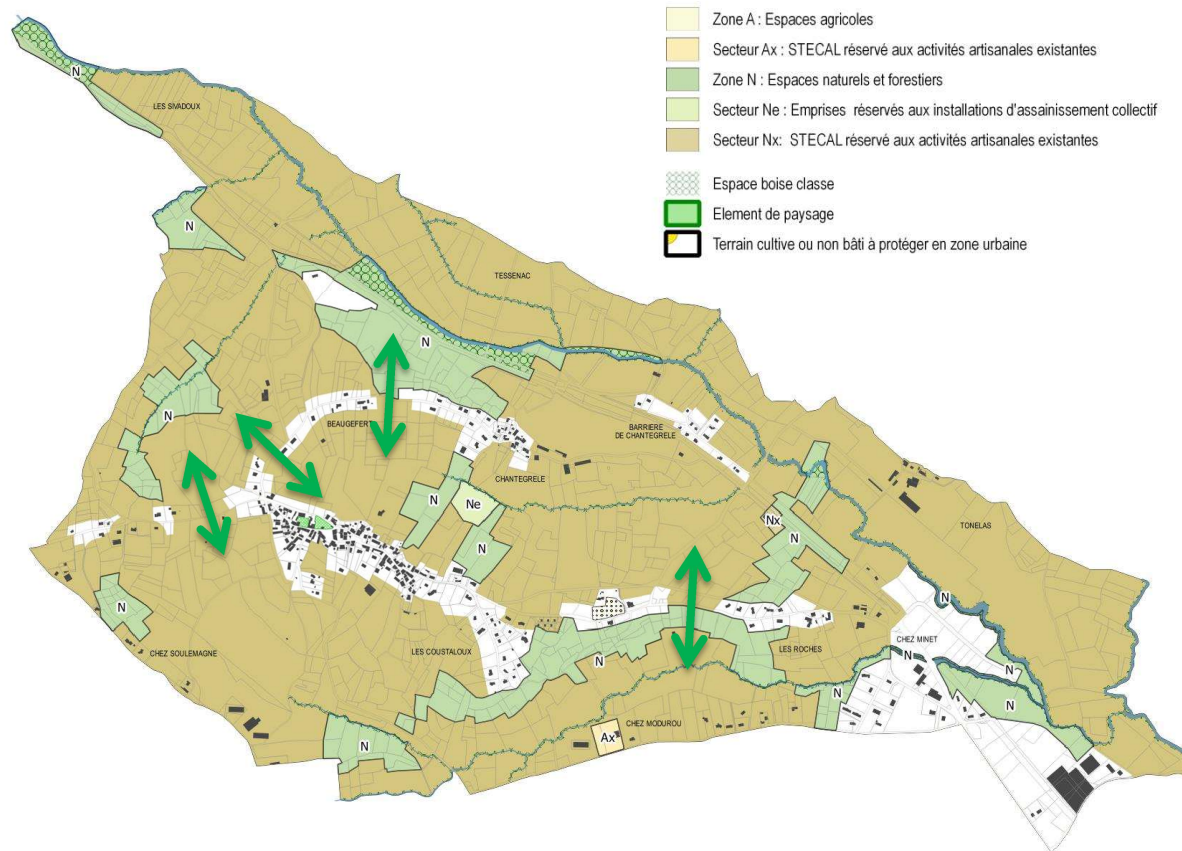 Zone A : Espaces agricoles
Secteur Ax : STECAL réservé aux activités artisanales existantes
Zone N : Espaces naturels et forestiers
Secteur Ne : Emprises réservés aux installations d'assainissement collectif
Secteur Nx: STECAL réservé aux activités artisanales existantes
Espace boise classe
Element de paysage
Terrain cultive ou non bâti à protéger en zone urbaine
N
LES SIVADOUX
N
TESSENAC
N
N
BEAUGEFERT
BARRIERE
DE CHANTEGRELE
CHANTEGRELE
N
Ne
N
Nx
N
TONELAS
N
N
CHEZ SOULEMAGNE
LES COUSTALOUX
N
LES ROCHES
CHEZ MINET
N
N
N
N
N
CHEZ MODUROU
Ax
N